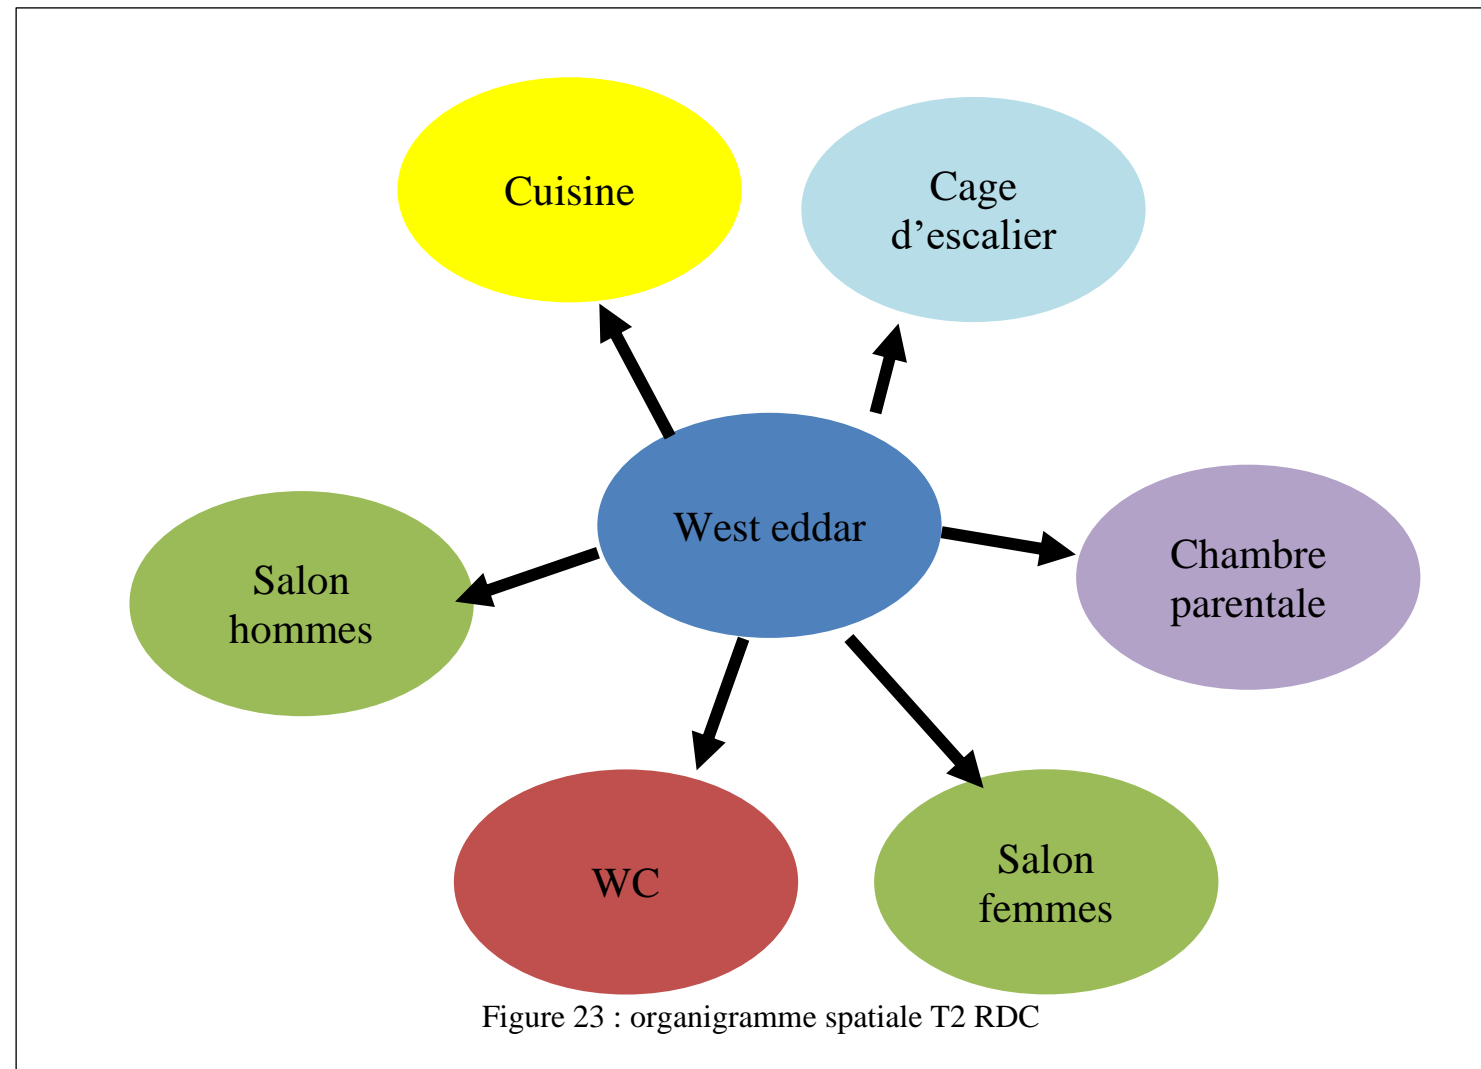 Cuisine
Cage
d’escalier
West eddar
Chambre
parentale
Salon
hommes
WC
Salon
femmes
Figure 23 : organigramme spatiale T2 RDC